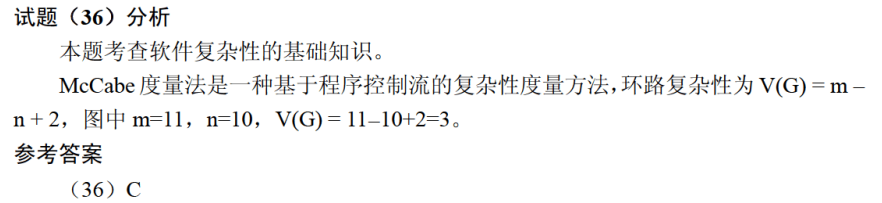 试题（36）分析
本题考查软件复杂性的基础知识。
McCabe 度量法是一种基于程序控制流的复杂性度量方法，环路复杂性为 V(G) = m –
n + 2，图中 m=11，n=10，V(G) = 11–10+2=3。
参考答案
（36）C